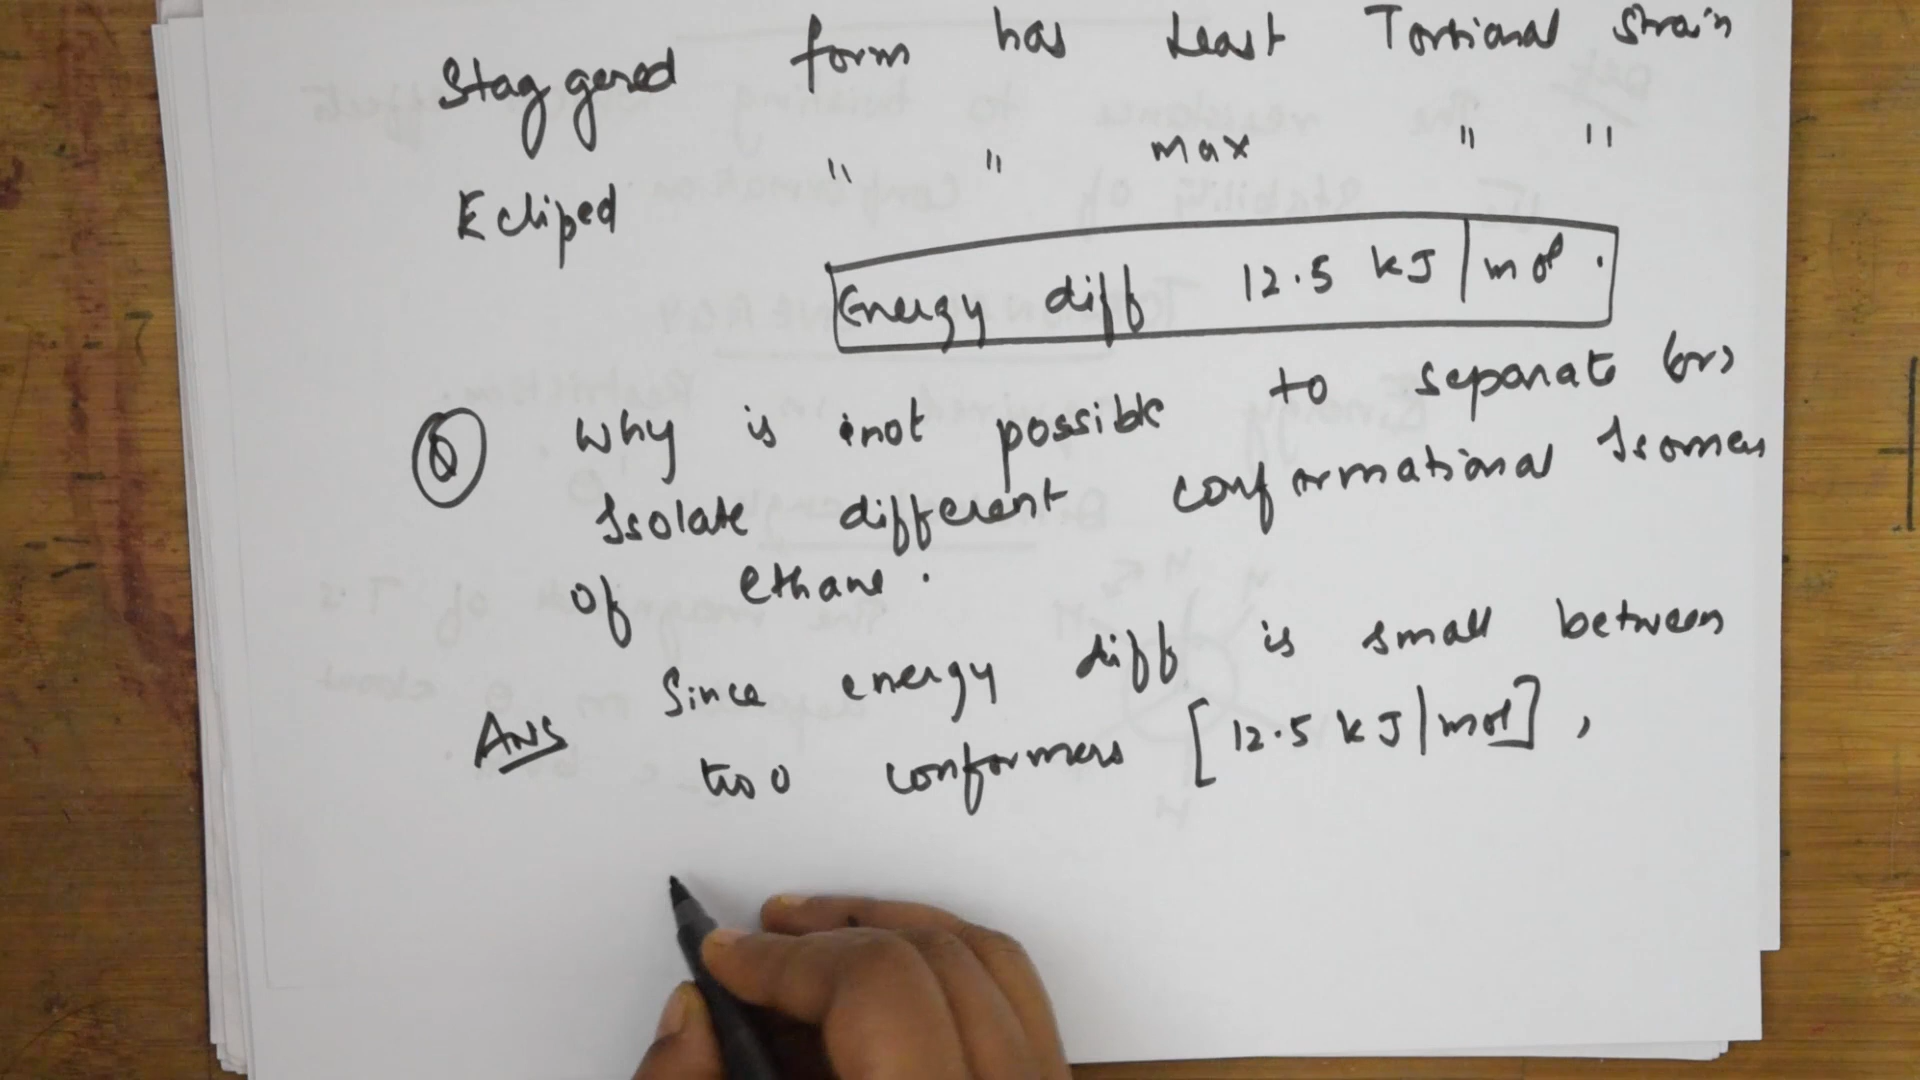 Staggered form has Least Torsional Strain
Ecliped " " max " "
Energy diff 12.5 kJ/mol.
Q Why is inot possible to separate (or)
Isolate different conformational Isomers
of ethane.
Ans Since energy diff is small between
two conformers [12.5 kJ/mol],